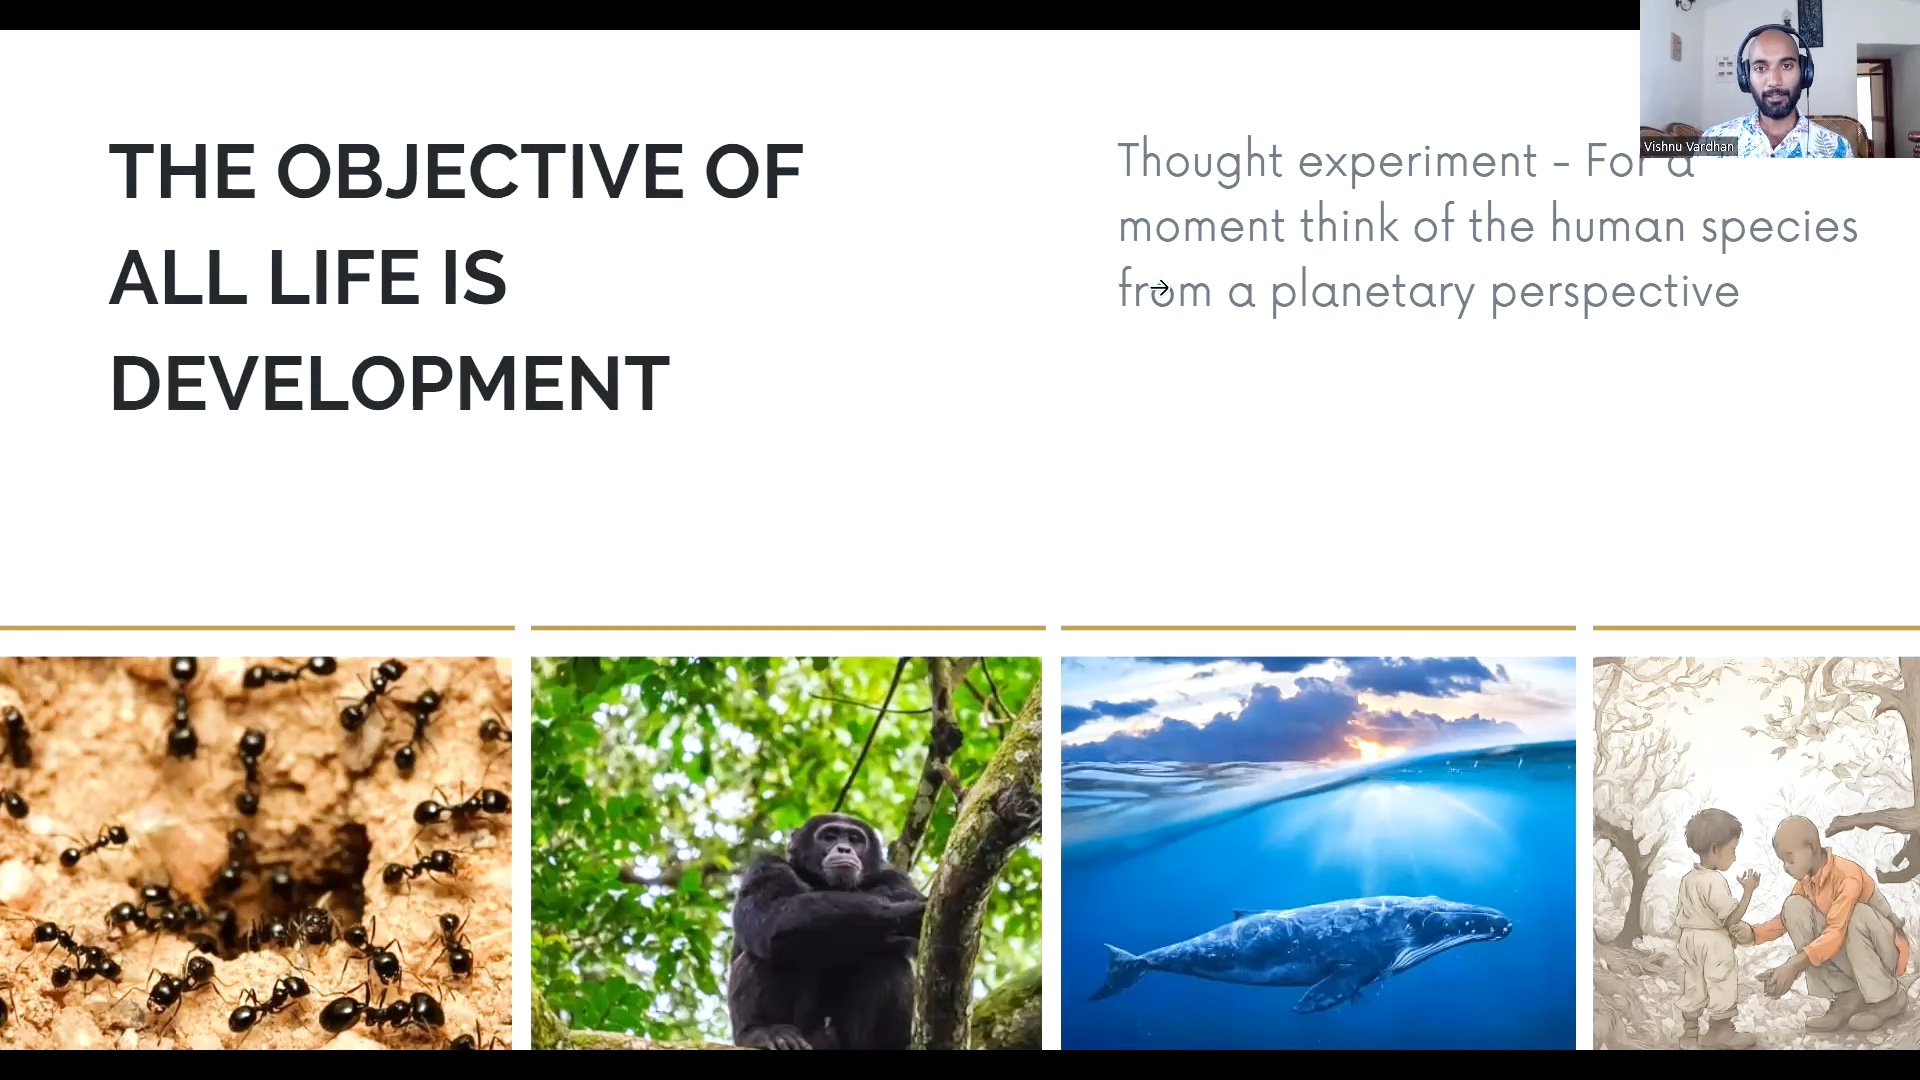 THE OBJECTIVE OF
ALL LIFE IS
DEVELOPMENT
Thought experiment - For a
moment think of the human species
from a planetary perspective
Vishnu Vardhan